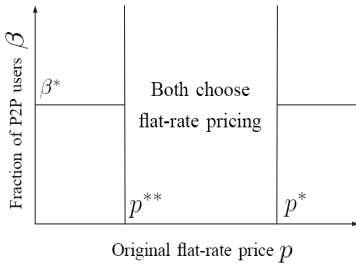 Fraction of P2P users β
β*
Both choose
flat-rate pricing
p**
p*
Original flat-rate price p